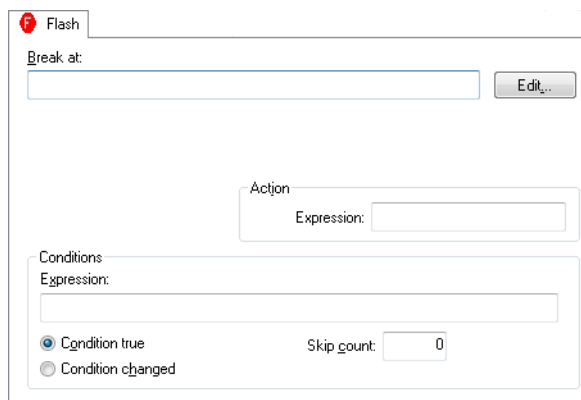 F Flash
Break at:
Edit...
Action
Expression:
Conditions
Expression:
Condition true
Skip count: 0
Condition changed